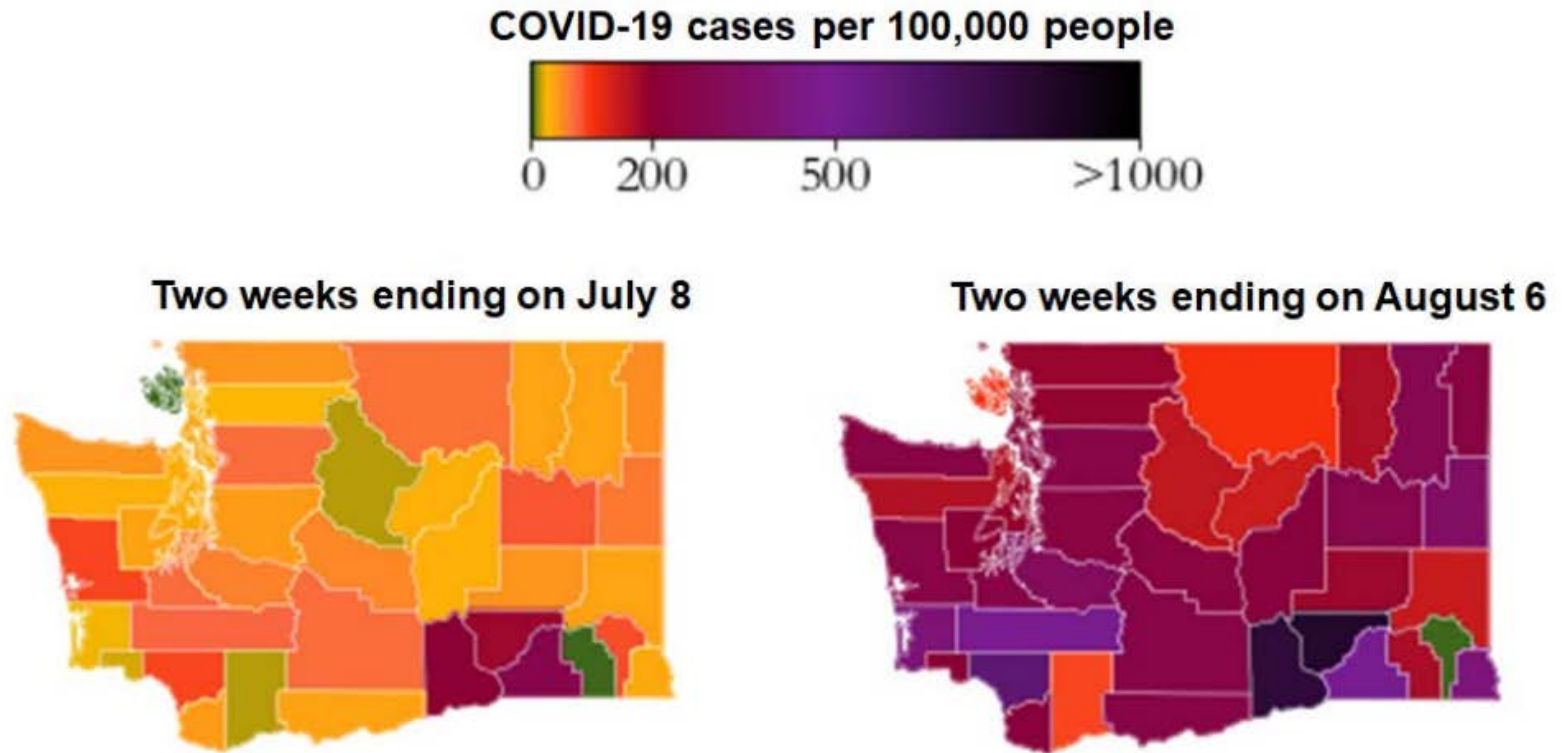 COVID-19 cases per 100,000 people
0 200 500 >1000
Two weeks ending on July 8
Two weeks ending on August 6